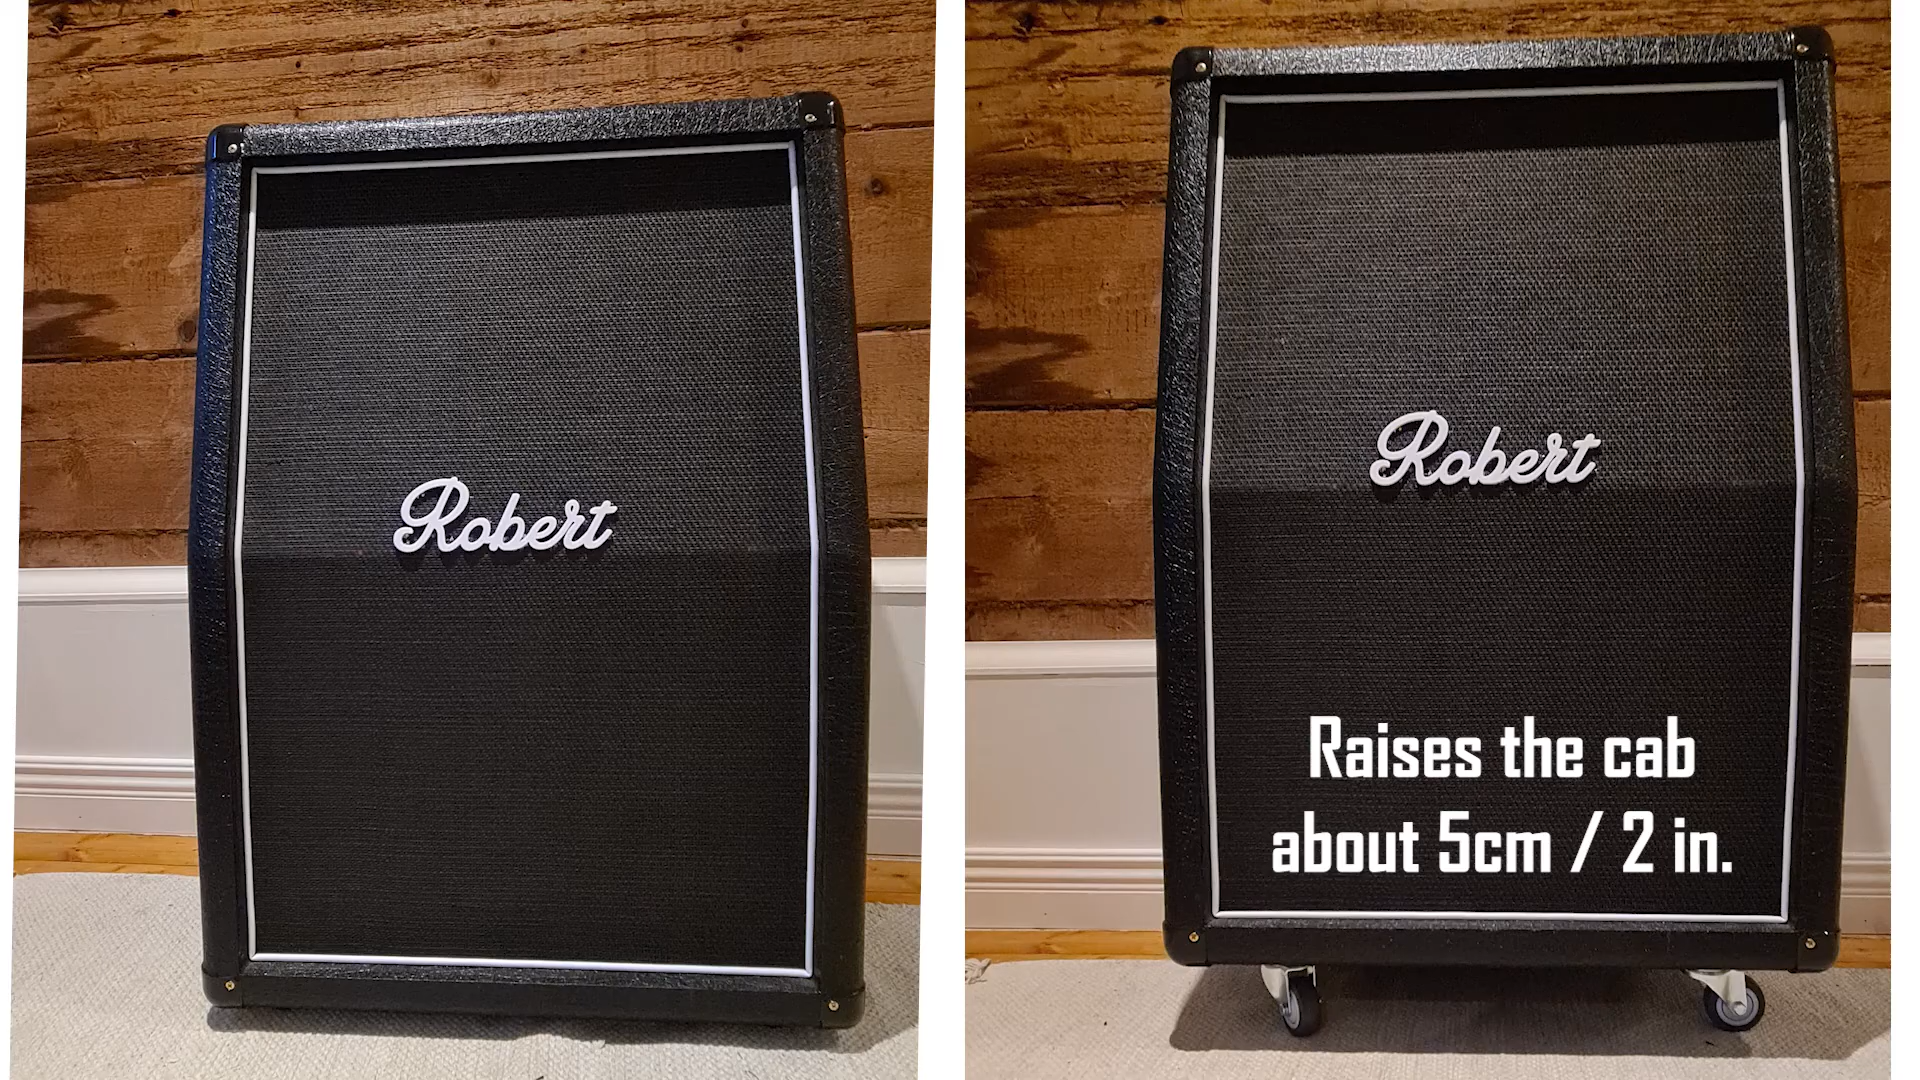 Robert
Robert
Raises the cab
about 5cm / 2 in.